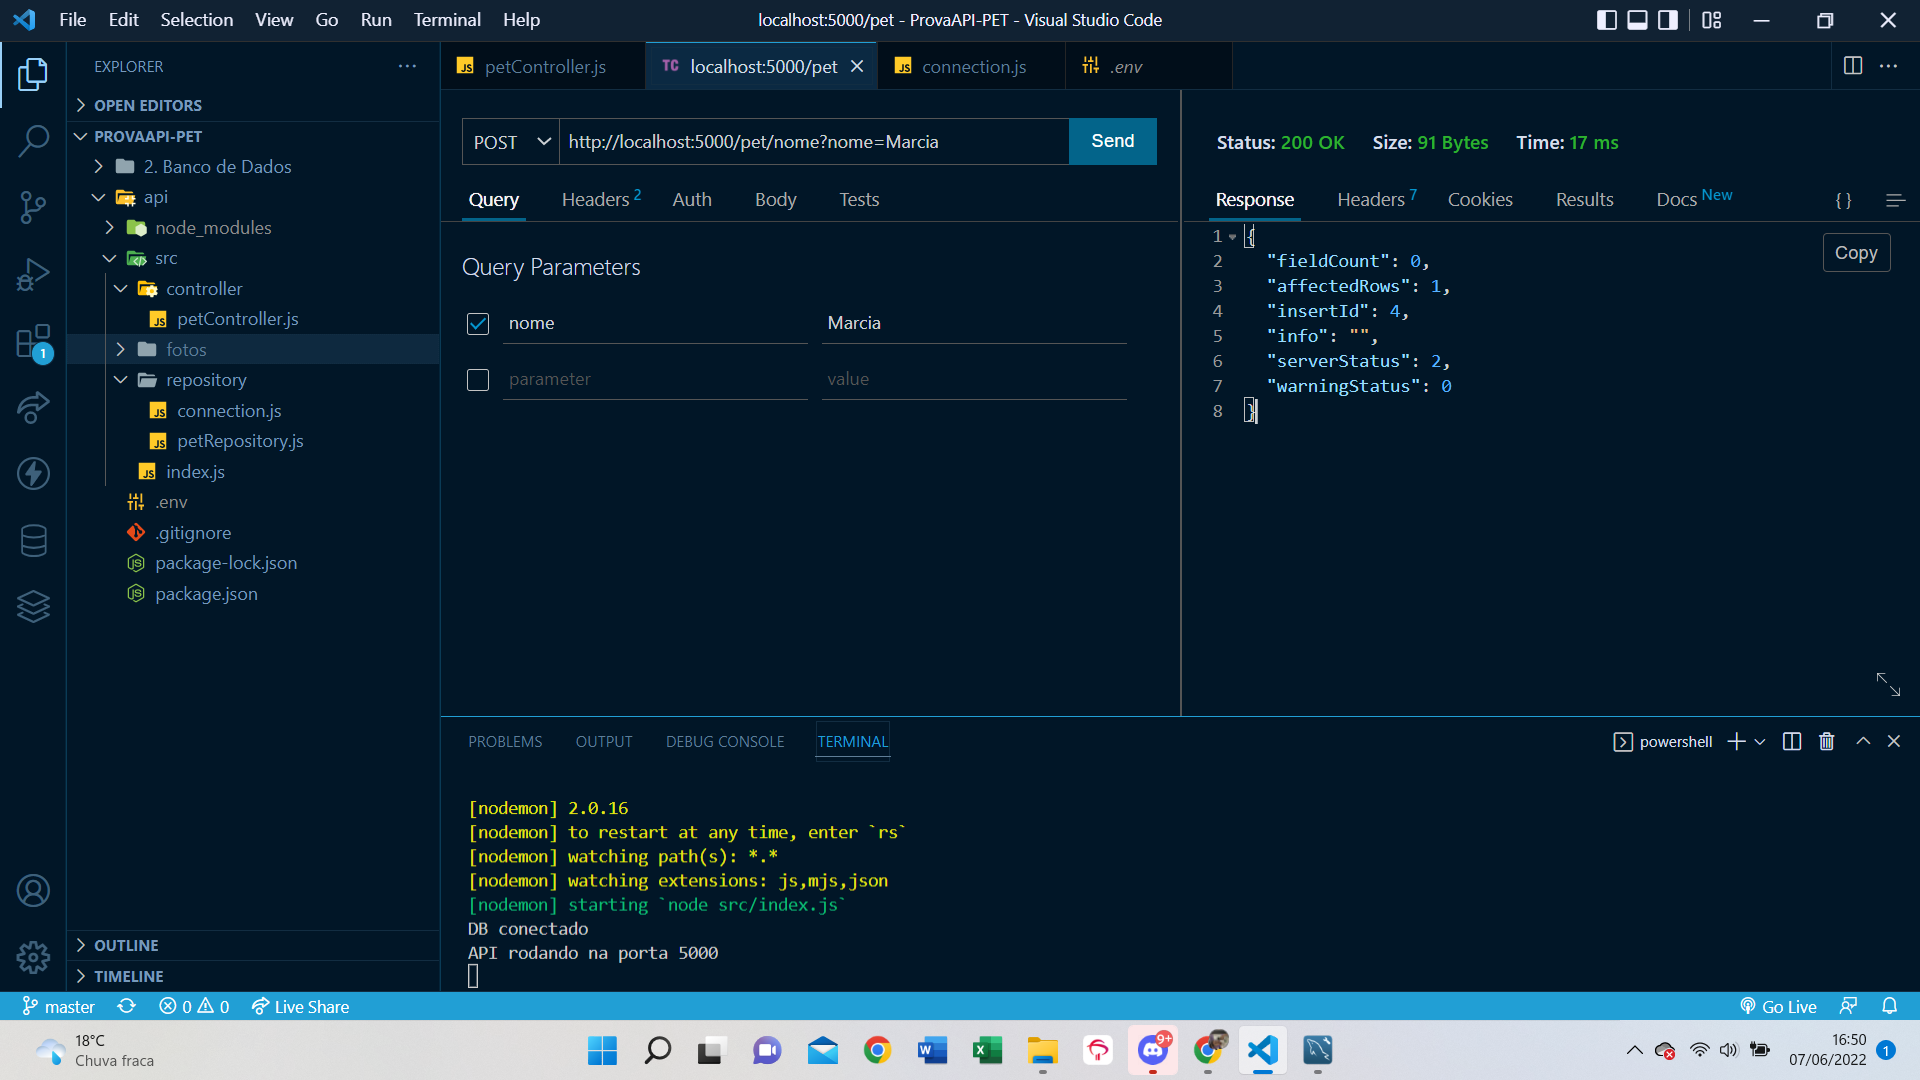 File Edit Selection View Go Run Terminal Help
localhost:5000/pet - ProvaAPI-PET - Visual Studio Code
EXPLORER
OPEN EDITORS
PROVAAPI-PET
2. Banco de Dados
api
node_modules
src
controller
petController.js
fotos
repository
connection.js
petRepository.js
index.js
.env
.gitignore
package-lock.json
package.json
OUTLINE
TIMELINE
1
petController.js
TC localhost:5000/pet
connection.js
.env
POST http://localhost:5000/pet/nome?nome=Marcia Send
Query Headers 2 Auth Body Tests
Query Parameters
nome Marcia
parameter value
Status: 200 OK Size: 91 Bytes Time: 17 ms
Response Headers 7 Cookies Results Docs New {}
Copy
1 {
2 "fieldCount": 0,
3 "affectedRows": 1,
4 "insertId": 4,
5 "info": "",
6 "serverStatus": 2,
7 "warningStatus": 0
8 }
PROBLEMS OUTPUT DEBUG CONSOLE TERMINAL
powershell
[nodemon] 2.0.16
[nodemon] to restart at any time, enter `rs`
[nodemon] watching path(s): *.*
[nodemon] watching extensions: js,mjs,json
[nodemon] starting `node src/index.js`
DB conectado
API rodando na porta 5000
master 0 0 Live Share
Go Live
18°C
Chuva fraca
9+
16:50
07/06/2022
1